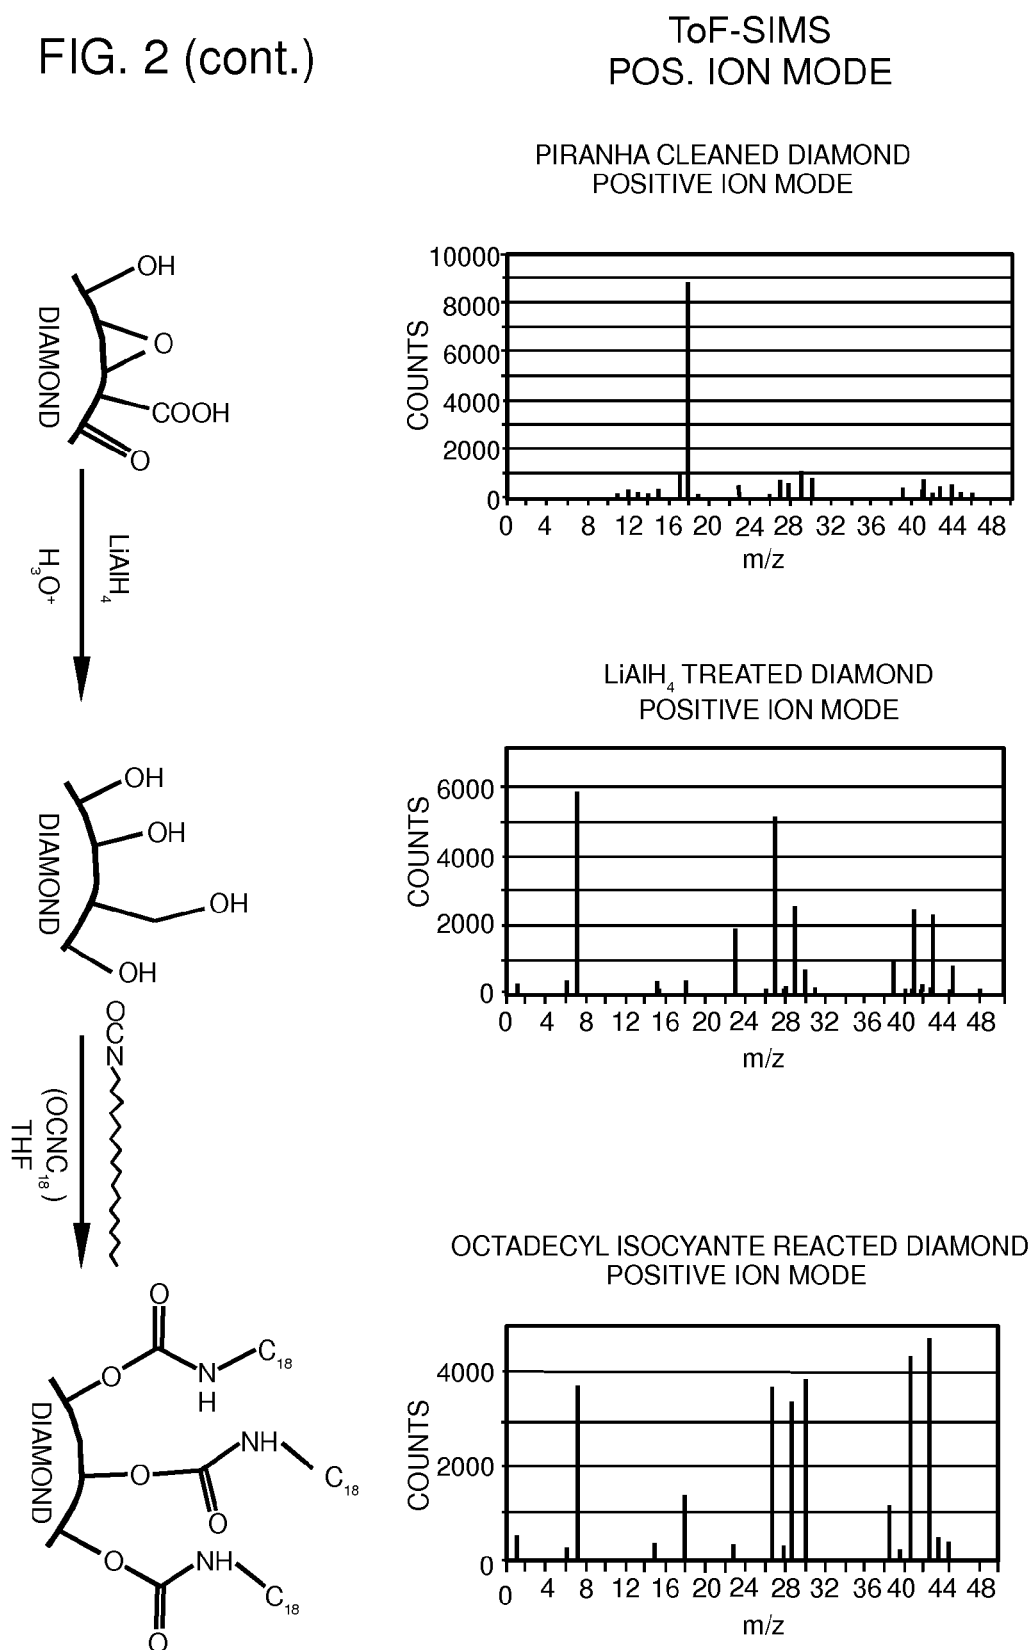 FIG. 2 (cont.)
ToF-SIMS
POS. ION MODE
PIRANHA CLEANED DIAMOND
POSITIVE ION MODE
OH
O
COOH
O
DIAMOND
10000
8000
6000
4000
2000
0
COUNTS
0 4 8 12 16 20 24 28 32 36 40 44 48
m/z
LiAlH₄
H₃O⁺
LiAlH₄ TREATED DIAMOND
POSITIVE ION MODE
OH
OH
OH
OH
DIAMOND
6000
4000
2000
0
COUNTS
0 4 8 12 16 20 24 28 32 36 40 44 48
m/z
OCN
(OCNC₁₈)
THF
OCTADECYL ISOCYANTE REACTED DIAMOND
POSITIVE ION MODE
O
O
N
H
C₁₈
DIAMOND
O
NH
C₁₈
O
O
NH
C₁₈
O
4000
2000
0
COUNTS
0 4 8 12 16 20 24 28 32 36 40 44 48
m/z